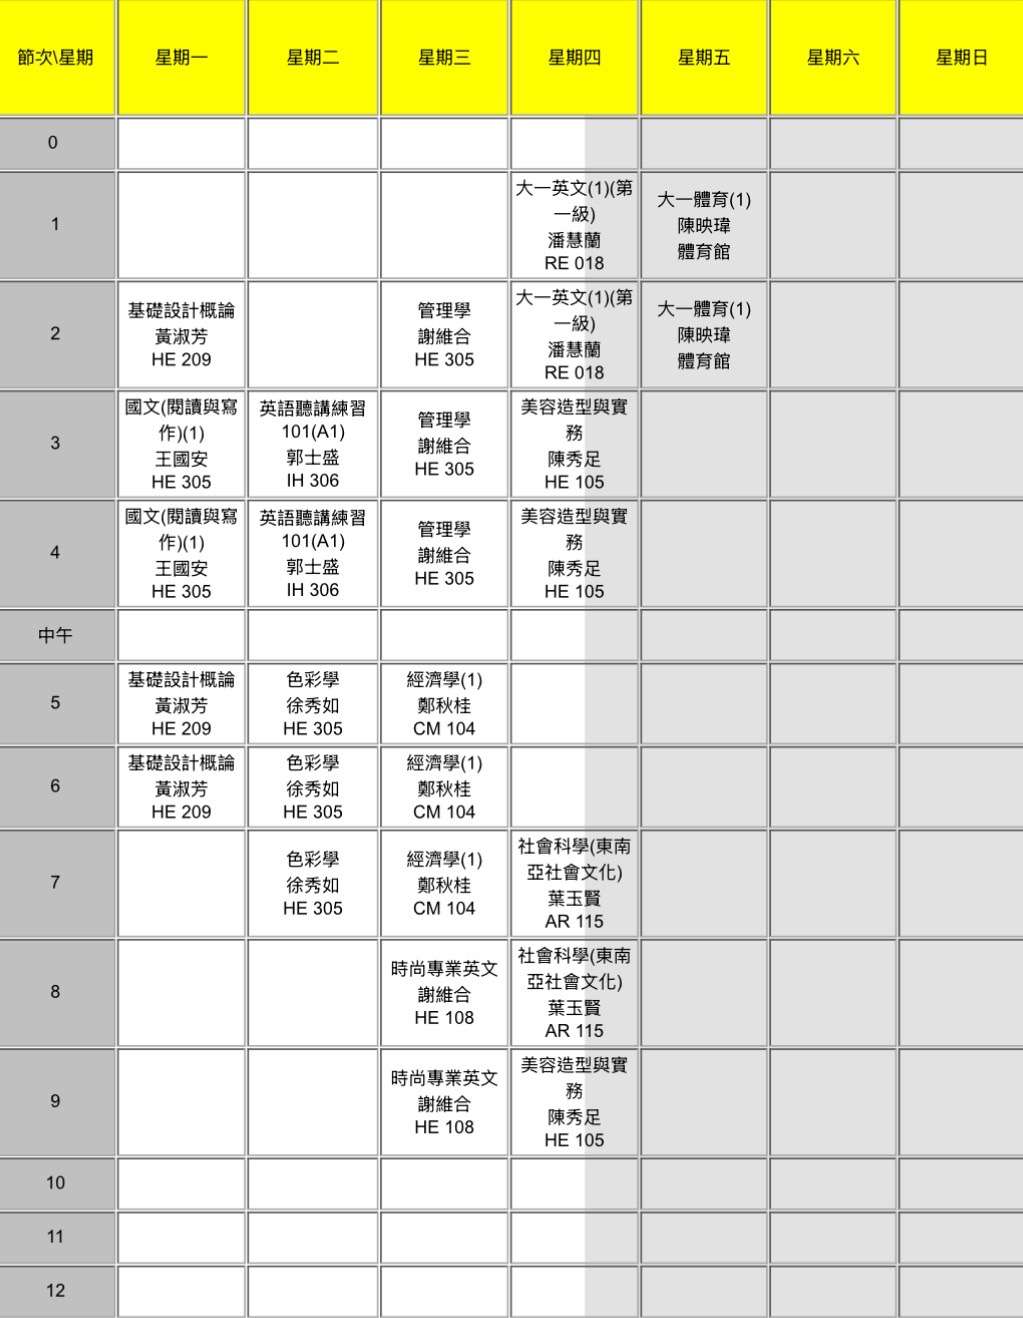 節次\星期 星期一 星期二 星期三 星期四 星期五 星期六 星期日
0
1
大一英文(1)(第
一級)
潘慧蘭
RE 018
大一體育(1)
陳映瑋
體育館
2
基礎設計概論
黃淑芳
HE 209
管理學
謝維合
HE 305
大一英文(1)(第
一級)
潘慧蘭
RE 018
大一體育(1)
陳映瑋
體育館
3
國文(閱讀與寫
作)(1)
王國安
HE 305
英語聽講練習
101(A1)
郭士盛
IH 306
管理學
謝維合
HE 305
美容造型與實
務
陳秀足
HE 105
4
國文(閱讀與寫
作)(1)
王國安
HE 305
英語聽講練習
101(A1)
郭士盛
IH 306
管理學
謝維合
HE 305
美容造型與實
務
陳秀足
HE 105
中午
5
基礎設計概論
黃淑芳
HE 209
色彩學
徐秀如
HE 305
經濟學(1)
鄭秋桂
CM 104
6
基礎設計概論
黃淑芳
HE 209
色彩學
徐秀如
HE 305
經濟學(1)
鄭秋桂
CM 104
7
色彩學
徐秀如
HE 305
經濟學(1)
鄭秋桂
CM 104
社會科學(東南
亞社會文化)
葉玉賢
AR 115
8
時尚專業英文
謝維合
HE 108
社會科學(東南
亞社會文化)
葉玉賢
AR 115
9
時尚專業英文
謝維合
HE 108
美容造型與實
務
陳秀足
HE 105
10
11
12